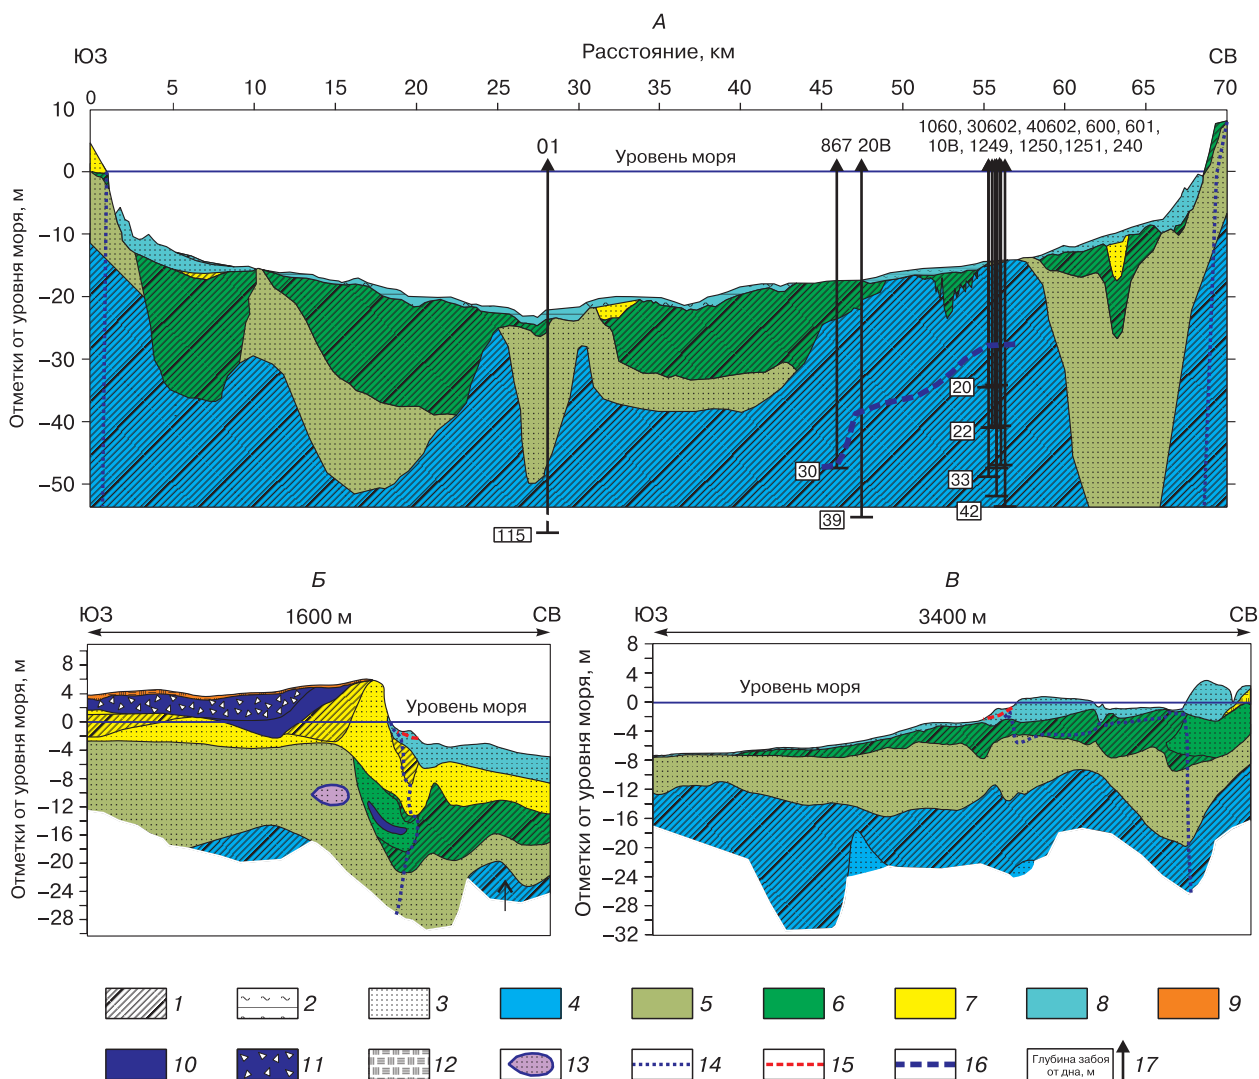 А
Расстояние, км
ЮЗ
СВ
0 5 10 15 20 25 30 35 40 45 50 55 60 65 70
Отметки от уровня моря, м
10
0
−10
−20
−30
−40
−50
01
Уровень моря
867 20В
1060, 30602, 40602, 600, 601,
10В, 1249, 1250,1251, 240
30
20
22
33
42
39
115
Б
ЮЗ
1600 м
СВ
Отметки от уровня моря, м
8
4
0
−4
−8
−12
−16
−20
−24
−28
Уровень моря
В
ЮЗ
3400 м
СВ
Отметки от уровня моря, м
8
4
0
−4
−8
−12
−16
−20
−24
−28
−32
Уровень моря
1 2 3 4 5 6 7 8 9
10 11 12 13 14 15 16 Глубина забоя
от дна, м 17